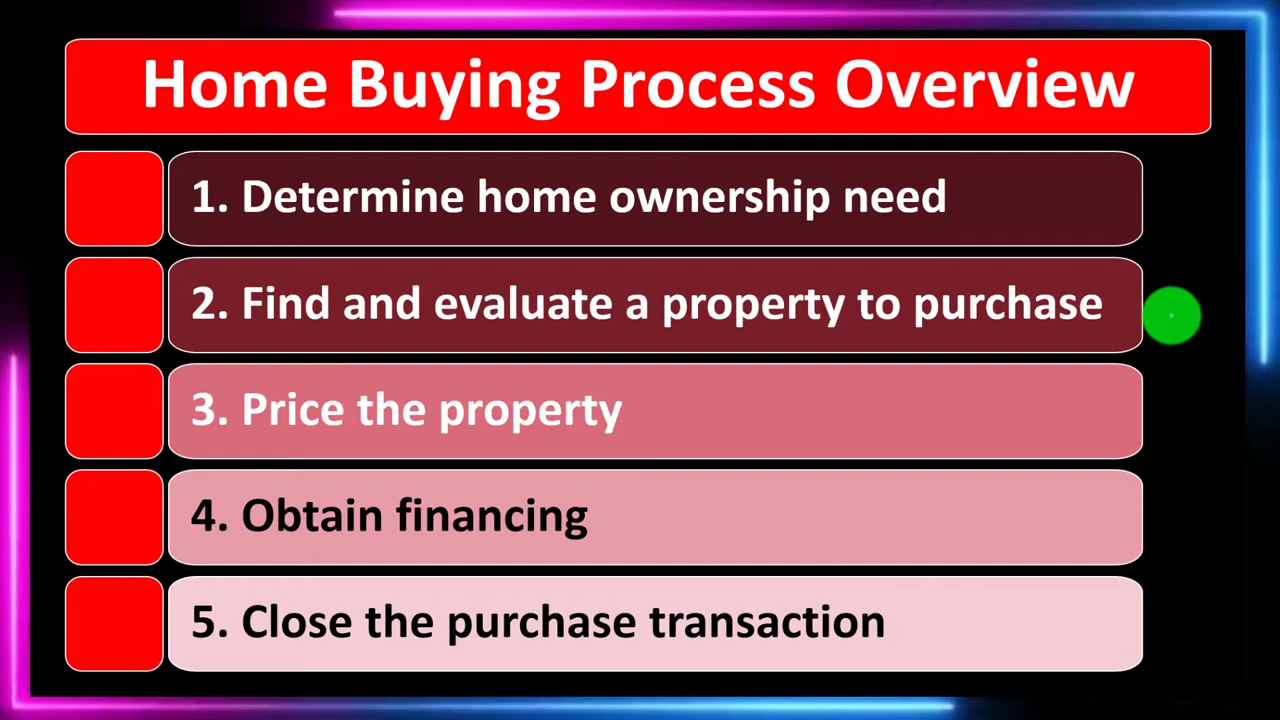 Home Buying Process Overview
1. Determine home ownership need
2. Find and evaluate a property to purchase
3. Price the property
4. Obtain financing
5. Close the purchase transaction